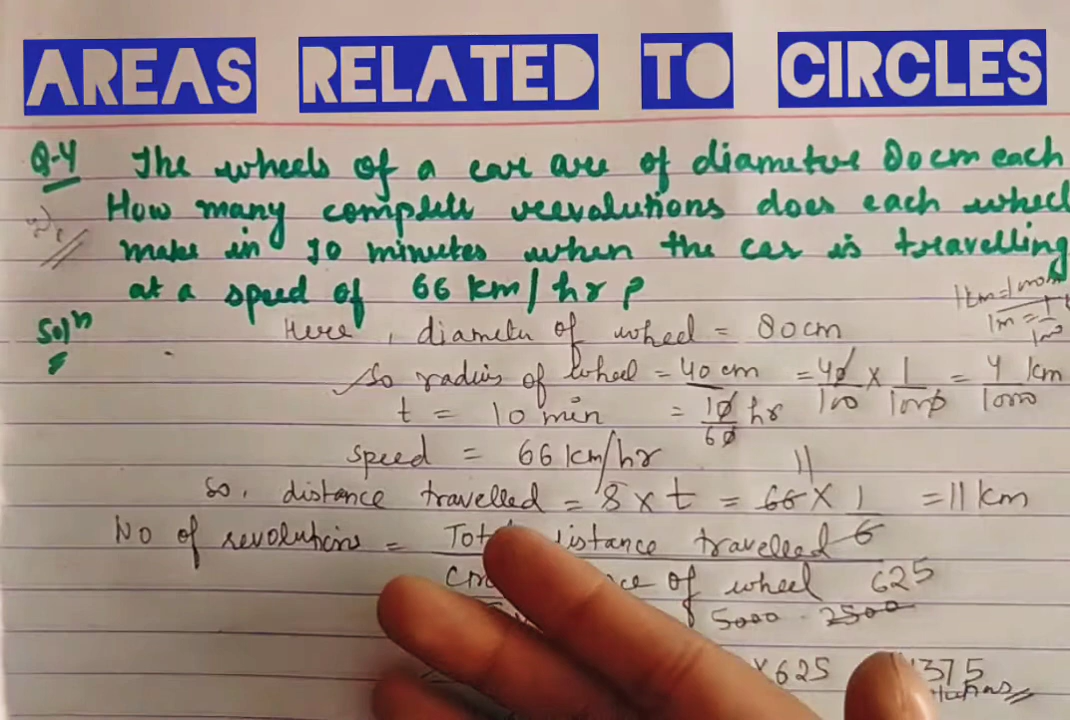 AREAS RELATED TO CIRCLES
Q-4 The wheels of a car are of diameter 80 cm each
How many complete revolutions does each wheel
make in 10 minutes when the car is travelling
at a speed of 66 km/hr ?
1km=1000m
1m = 1/1000
Solⁿ Here, diameter of wheel = 80cm
So radius of wheel = 40 cm = 40/100 × 1/1000 = 4/10000 km
t = 10 min = 10/60 hr
speed = 66 km/hr
11
So, distance travelled = S × t = 66 × 1/6 = 11 km
No of revolutions = distance travelled
of wheel 625
5000 2500
×625 4375